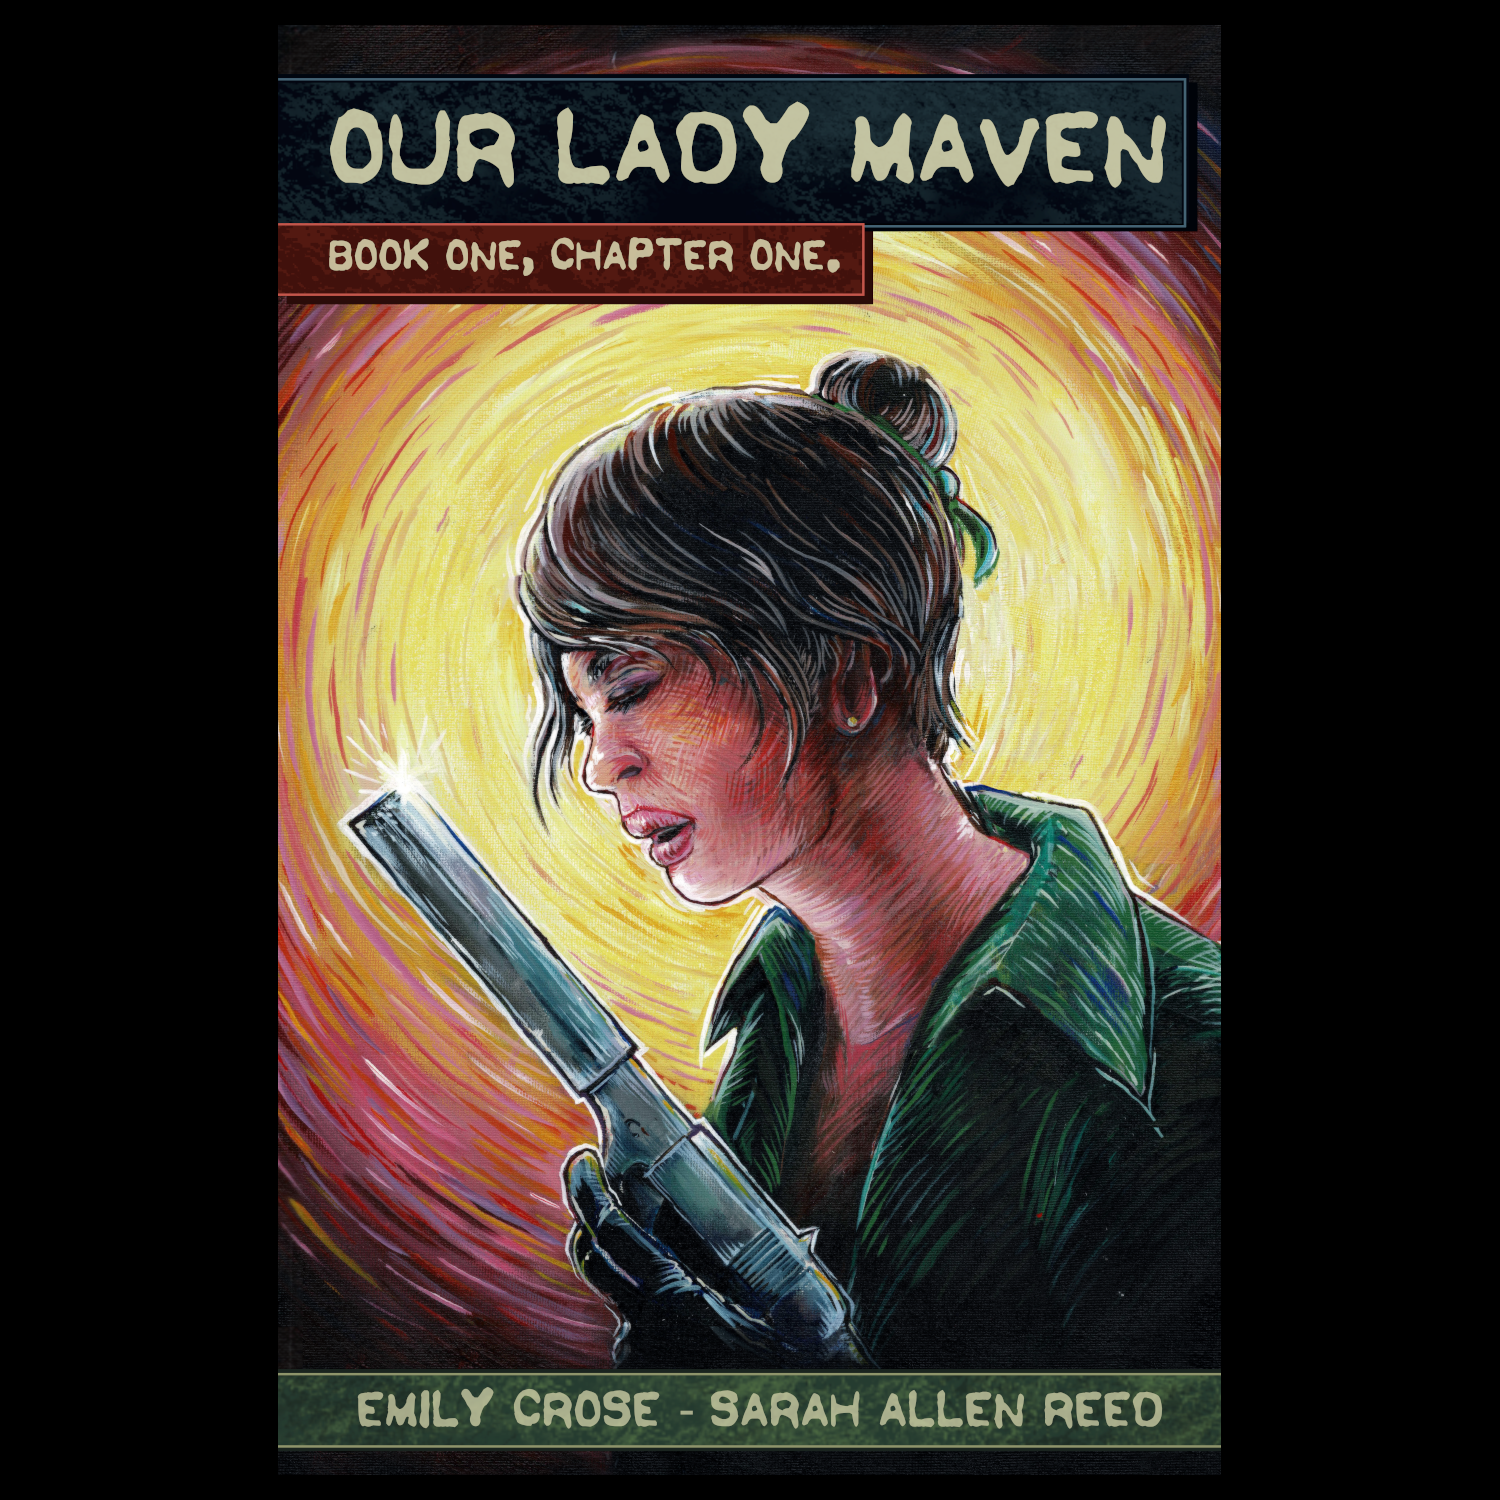 OUR LADY MAVEN
BOOK ONE, CHAPTER ONE.
EMILY CROSE - SARAH ALLEN REED